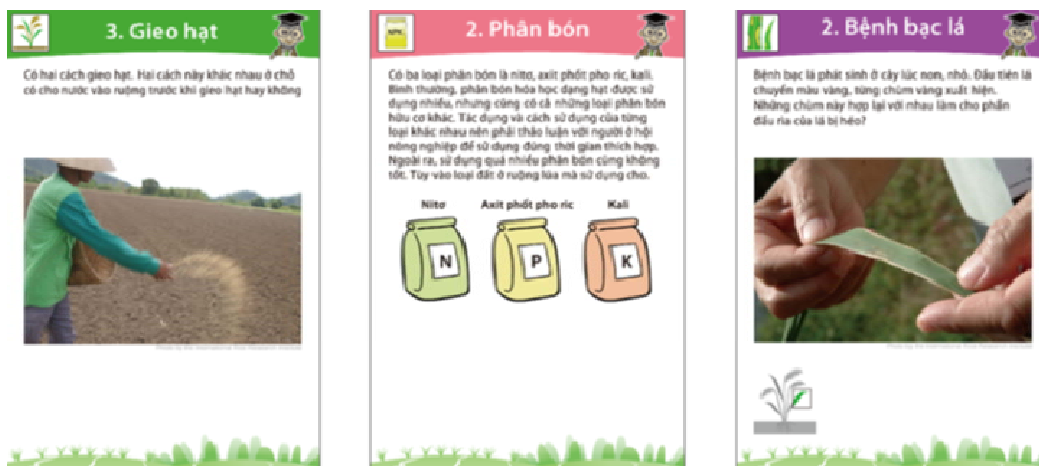 3. Gieo hạt
Có hai cách gieo hạt. Hai cách này khác nhau ở chỗ
có cho nước vào ruộng trước khi gieo hạt hay không
2. Phân bón
NPK
Có ba loại phân bón là nitơ, axit phốt pho ric, kali.
Bình thường, phân bón hóa học dạng hạt được sử
dụng nhiều, nhưng cũng có cả những loại phân bón
hữu cơ khác. Tác dụng và cách sử dụng của từng
loại khác nhau nên phải thảo luận với người ở hội
nông nghiệp để sử dụng đúng thời gian thích hợp.
Ngoài ra, sử dụng quá nhiều phân bón cũng không
tốt. Tùy vào loại đất ở ruộng lúa mà sử dụng cho.
Nitơ Axit phốt pho ric Kali
N P K
2. Bệnh bạc lá
Bệnh bạc lá phát sinh ở cây lúc non, nhỏ. Đầu tiên lá
chuyển màu vàng, từng chùm vàng xuất hiện.
Những chùm này hợp lại với nhau làm cho phần
đầu rìa của lá bị héo?